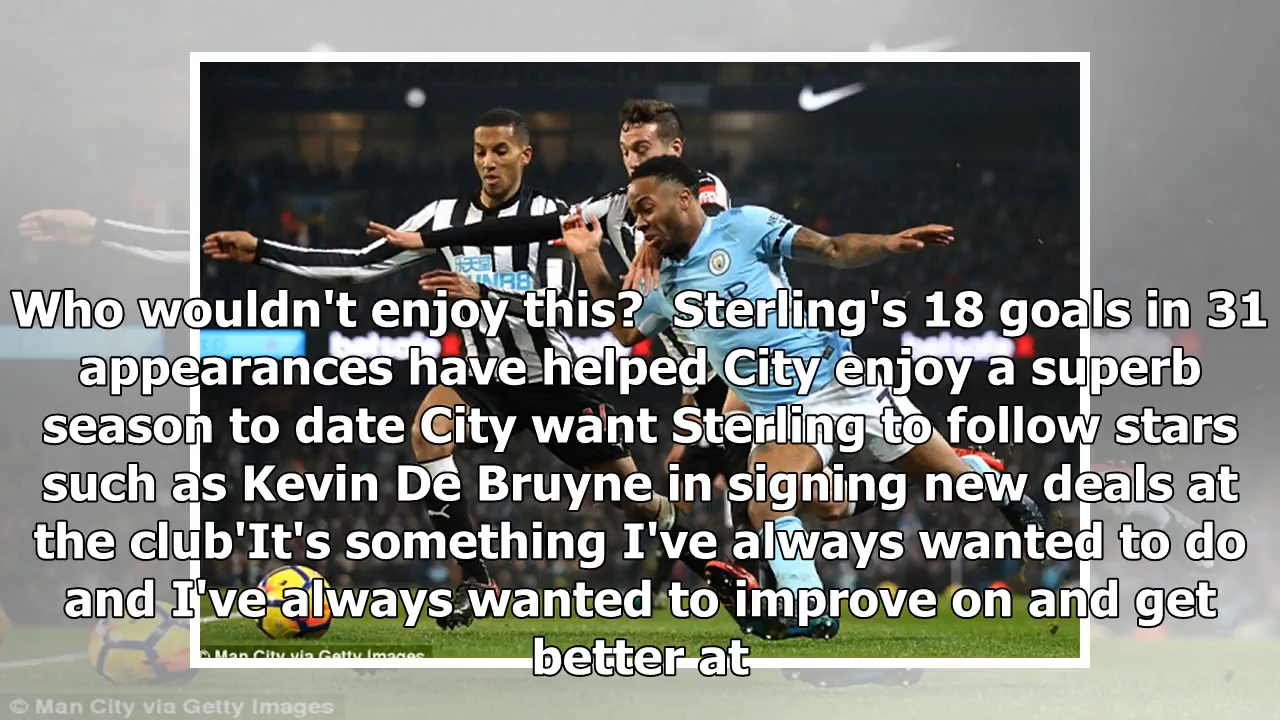 Who wouldn't enjoy this?  Sterling's 18 goals in 31
appearances have helped City enjoy a superb
season to date City want Sterling to follow stars
such as Kevin De Bruyne in signing new deals at
the club'It's something I've always wanted to do
and I've always wanted to improve on and get
better at
© Man City via Getty Images
© Man City via Getty Images